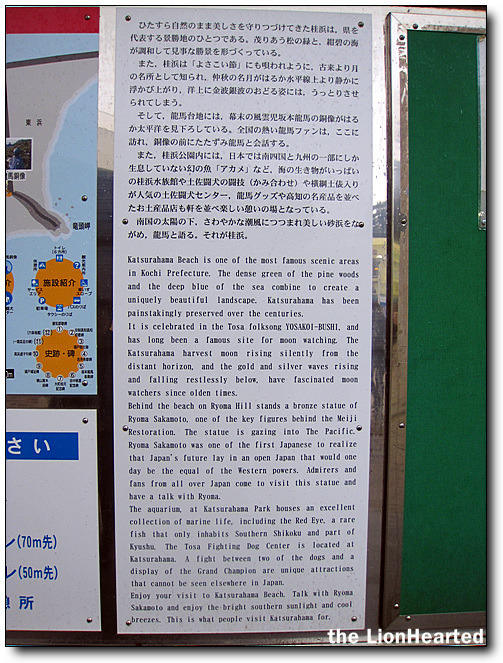 ひたすら自然のまま美しさを守りつづけてきた桂浜は、県を
代表する景勝地のひとつである。茂りあう松の緑と、紺碧の海
が調和して見事な勝景を形づくっている。
また、桂浜は「よさこい節」にも唄われように、古来より月
の名所として知られ、仲秋の名月がはるか水平線上より静かに
浮かび上がり、洋上に金波銀波のおどる姿には、うっとりさせ
られてしまう。
そして、龍馬台地には、幕末の風雲児坂本龍馬の銅像がはる
か太平洋を見下ろしている。全国の熱い龍馬ファンは、ここに
訪れ、銅像の前にたたずみ龍馬と会話する。
また、桂浜公園内には、日本では南四国と九州の一部にしか
生息していない幻の魚「アカメ」など、海の生き物がいっぱい
の桂浜水族館や土佐闘犬の闘技（かみ合わせ）や横綱土俵入り
が人気の土佐闘犬センター，龍馬グッズや高知の名産品を並べ
たお土産品店も軒を並べ楽しい憩いの場となっている。
南国の太陽の下、さわやかな潮風につつまれ美しい砂浜をな
がめ，龍馬と語る。それが桂浜。
Katsurahama Beach is one of the most famous scenic areas
in Kochi Prefecture. The dense green of the pine woods
and the deep blue of the sea combine to create a
uniquely beautiful landscape. Katsurahama has been
painstakingly preserved over the centuries.
It is celebrated in the Tosa folksong YOSAKOI-BUSHI, and
has long been a famous site for moon watching. The
Katsurahama harvest moon rising silently from the
distant horizon, and the gold and silver waves rising
and falling restlessly below, have fascinated moon
watchers since olden times.
Behind the beach on Ryoma Hill stands a bronze statue of
Ryoma Sakamoto, one of the key figures behind the Meiji
Restoration. The statue is gazing into The Pacific.
Ryoma Sakamoto was one of the first Japanese to realize
that Japan's future lay in an open Japan that would one
day be the equal of the Western powers. Admirers and
fans from all over Japan come to visit this statue and
have a talk with Ryoma.
The aquarium, at Katsurahama Park houses an excellent
collection of marine life, including the Red Eye, a rare
fish that only inhabits Southern Shikoku and part of
Kyushu. The Tosa Fighting Dog Center is located at
Katsurahama. A fight between two of the dogs and a
display of the Grand Champion are unique attractions
that cannot be seen elsewhere in Japan.
Enjoy your visit to Katsurahama Beach. Talk with Ryoma
Sakamoto and enjoy the bright southern sunlight and cool
breezes. This is what people visit Katsurahama for.
東浜
龍馬銅像
竜頭岬
トイレ
施設紹介
史跡・碑
さい
レ(70m先)
レ(50m先)
憩所
the LionHearted